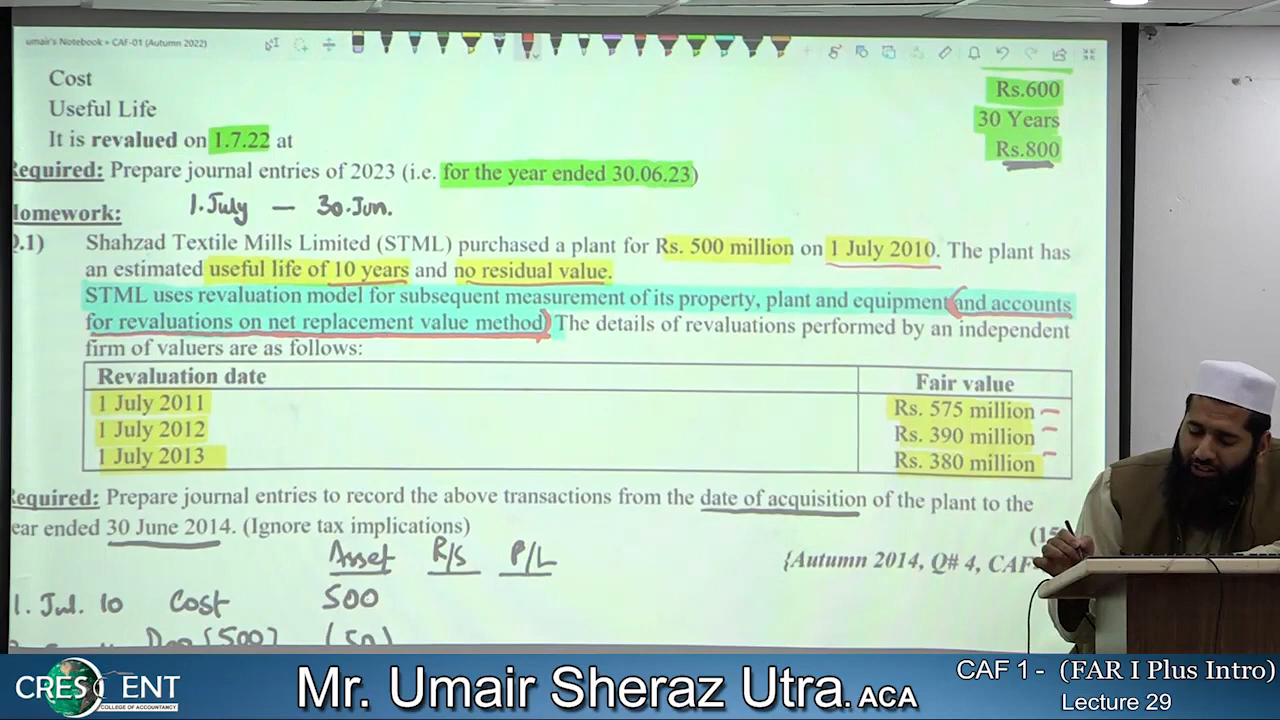 umair's Notebook » CAF-01 (Autumn 2022)
Cost Rs.600
Useful Life 30 Years
It is revalued on 1.7.22 at Rs.800
equired: Prepare journal entries of 2023 (i.e. for the year ended 30.06.23)
omework: 1.July — 30.Jun.
.1) Shahzad Textile Mills Limited (STML) purchased a plant for Rs. 500 million on 1 July 2010. The plant has
an estimated useful life of 10 years and no residual value.
STML uses revaluation model for subsequent measurement of its property, plant and equipment and accounts
for revaluations on net replacement value method. The details of revaluations performed by an independent
firm of valuers are as follows:
Revaluation date Fair value
1 July 2011 Rs. 575 million
1 July 2012 Rs. 390 million
1 July 2013 Rs. 380 million
equired: Prepare journal entries to record the above transactions from the date of acquisition of the plant to the
ear ended 30 June 2014. (Ignore tax implications)
(15
{Autumn 2014, Q# 4, CAF
Asset R/S P/L
1. Jul. 10 Cost 500
Dep [500] (50)
CRESCENT
COLLEGE OF ACCOUNTANCY
Mr. Umair Sheraz Utra. ACA
CAF 1 - (FAR I Plus Intro)
Lecture 29